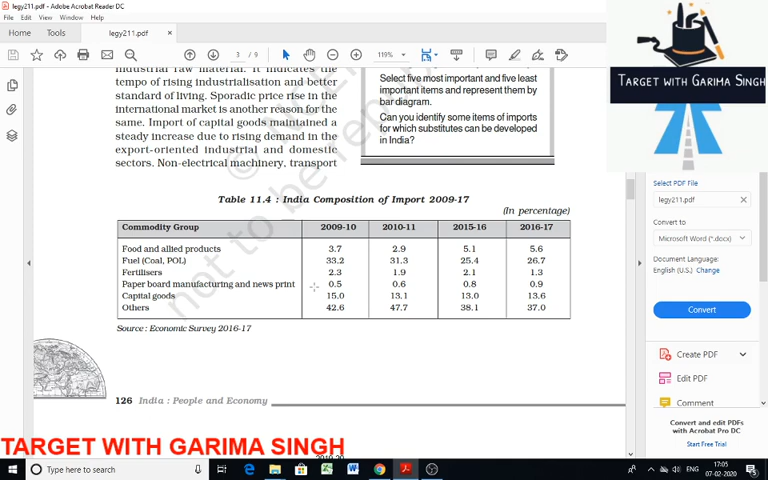 legy211.pdf - Adobe Acrobat Reader DC
File Edit View Window Help
Home Tools legy211.pdf ×
3 / 9 119%
industrial raw material. It indicates the
tempo of rising industrialisation and better
standard of living. Sporadic price rise in the
international market is another reason for the
same. Import of capital goods maintained a
steady increase due to rising demand in the
export-oriented industrial and domestic
sectors. Non-electrical machinery, transport
Select five most important and five least
important items and represent them by
bar diagram.
Can you identify some items of imports
for which substitutes can be developed
in India?
not to be rep
Table 11.4 : India Composition of Import 2009-17
(In percentage)
Commodity Group 2009-10 2010-11 2015-16 2016-17
Food and allied products 3.7 2.9 5.1 5.6
Fuel (Coal, POL) 33.2 31.3 25.4 26.7
Fertilisers 2.3 1.9 2.1 1.3
Paper board manufacturing and news print 0.5 0.6 0.8 0.9
Capital goods 15.0 13.1 13.0 13.6
Others 42.6 47.7 38.1 37.0
Source : Economic Survey 2016-17
126 India : People and Economy
TARGET WITH GARIMA SINGH
Select PDF File
legy211.pdf ×
Convert to
Microsoft Word (*.docx)
Document Language:
English (U.S.) Change
Convert
Create PDF
Edit PDF
Comment
Convert and edit PDFs
with Acrobat Pro DC
Start Free Trial
TARGET WITH GARIMA SINGH
Type here to search
17:05
07-02-2020